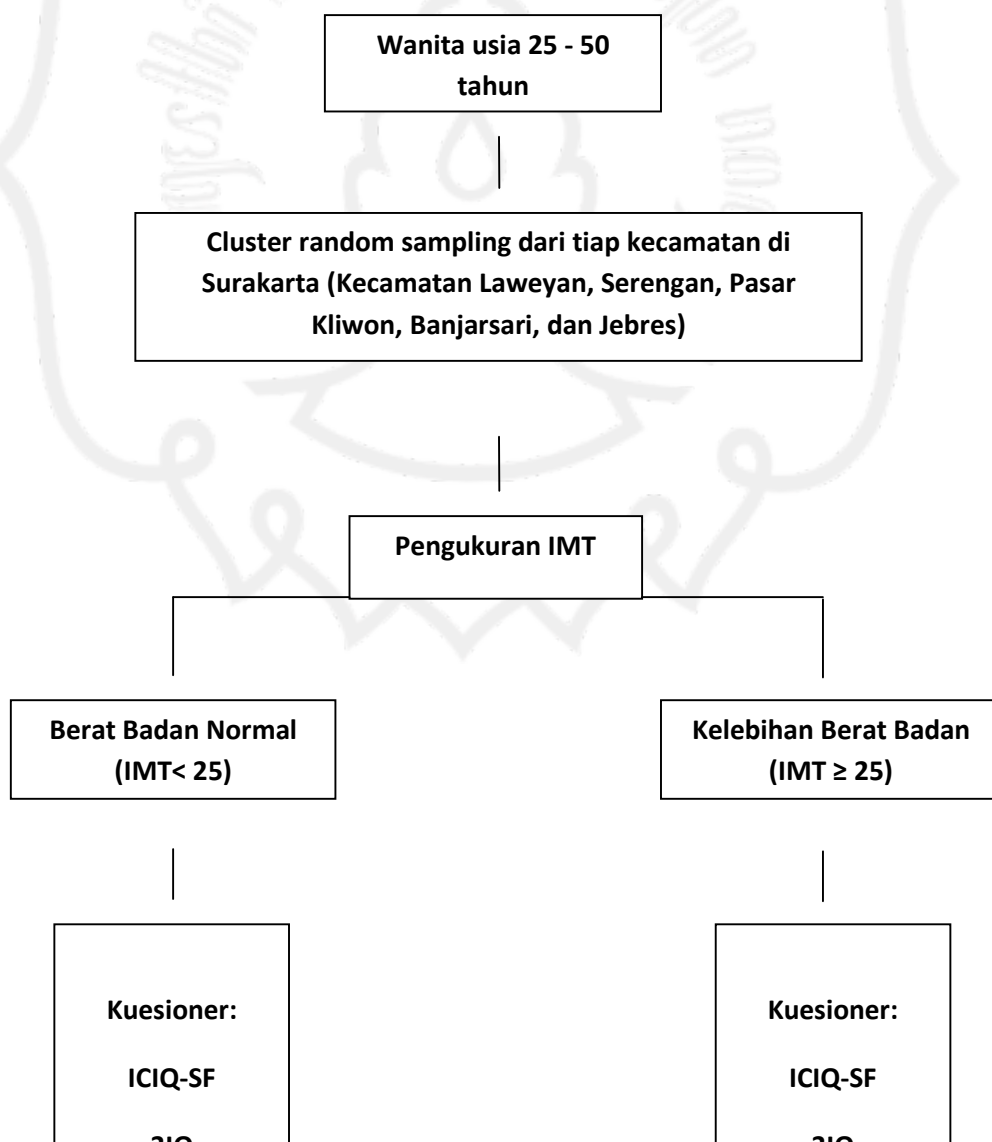 Wanita usia 25 - 50
tahun
Cluster random sampling dari tiap kecamatan di
Surakarta (Kecamatan Laweyan, Serengan, Pasar
Kliwon, Banjarsari, dan Jebres)
Pengukuran IMT
Berat Badan Normal
(IMT< 25)
Kelebihan Berat Badan
(IMT ≥ 25)
Kuesioner:
ICIQ-SF
Kuesioner:
ICIQ-SF